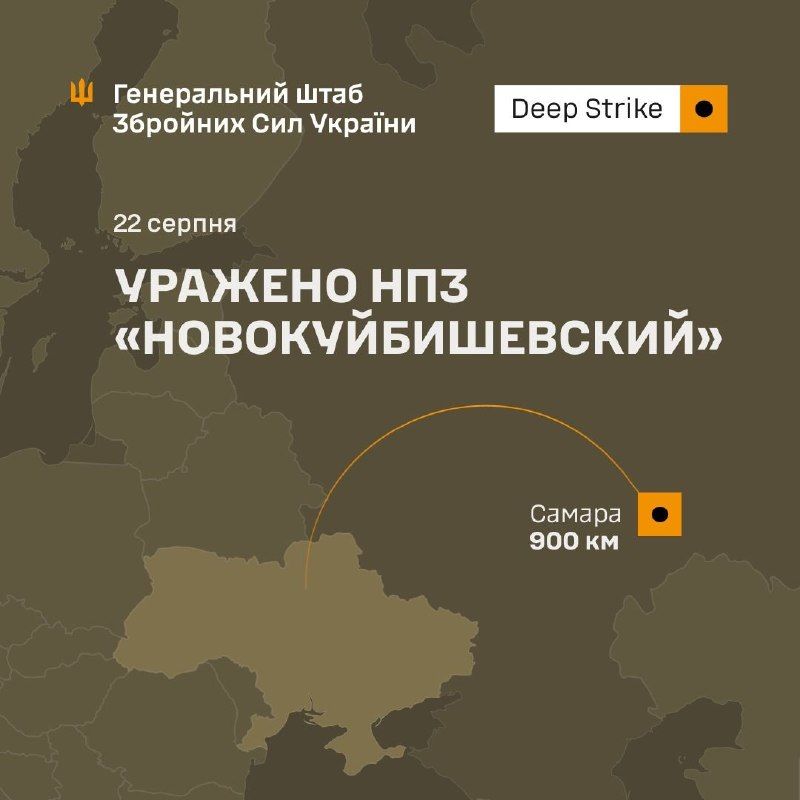 Генеральний Штаб
Збройних Сил України
Deep Strike
22 серпня
УРАЖЕНО НПЗ
«НОВОКУЙБИШЕВСКИЙ»
Самара
900 км